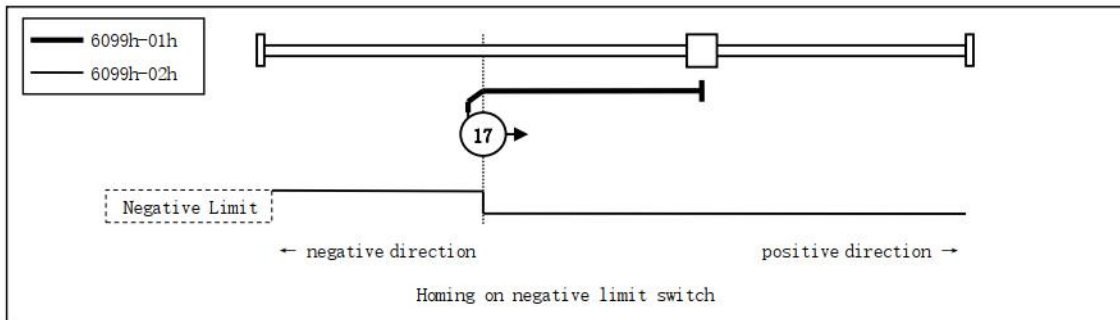 6099h-01h
6099h-02h
17
Negative Limit
← negative direction
positive direction →
Homing on negative limit switch